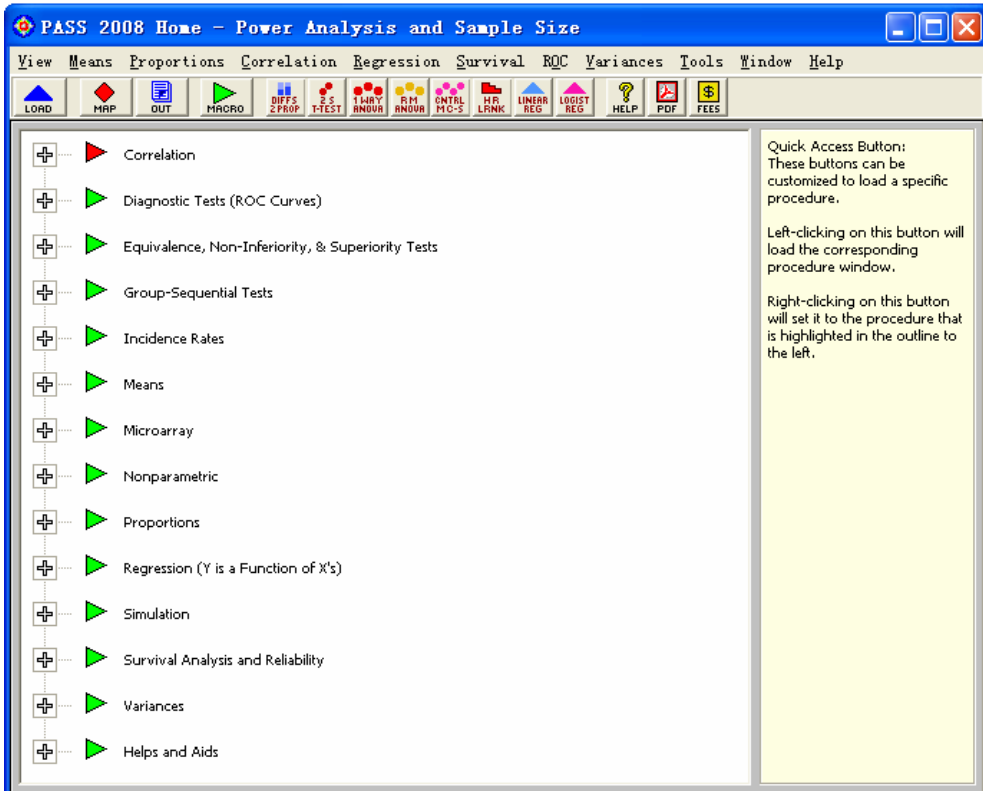 PASS 2008 Home - Power Analysis and Sample Size
View Means Proportions Correlation Regression Survival ROC Variances Tools Window Help
LOAD MAP OUT MACRO DIFFS 2 PROP 2 S T-TEST 1 WAY ANOVA RM ANOVA CNTRL MC-S HR LRNK LINEAR REG LOGIST REG HELP PDF FEES
Correlation
Diagnostic Tests (ROC Curves)
Equivalence, Non-Inferiority, & Superiority Tests
Group-Sequential Tests
Incidence Rates
Means
Microarray
Nonparametric
Proportions
Regression (Y is a Function of X's)
Simulation
Survival Analysis and Reliability
Variances
Helps and Aids
Quick Access Button:
These buttons can be
customized to load a specific
procedure.
Left-clicking on this button will
load the corresponding
procedure window.
Right-clicking on this button
will set it to the procedure that
is highlighted in the outline to
the left.